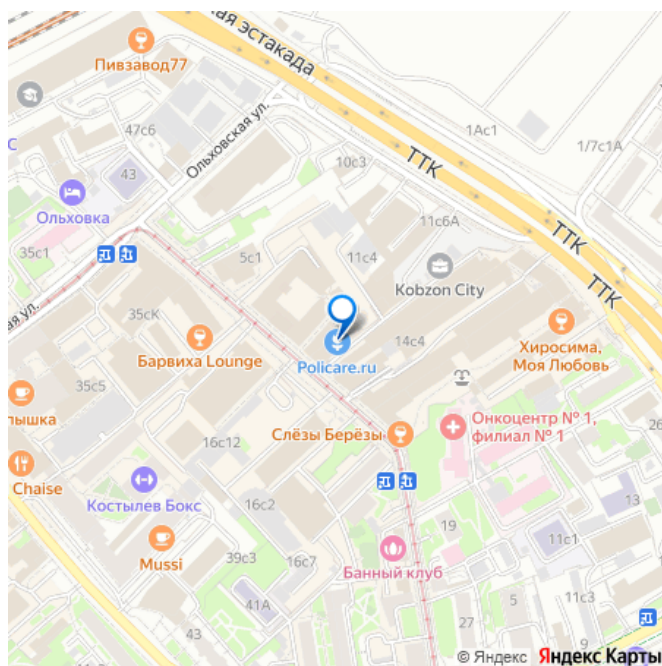 кая эстакада
Пивзавод77
47с6
Ольховская ул.
1Ас1
1/7с1А
С
43
10с3
ТТК
Ольховка
11с6А
35с1
5с1
11с4
ТТК
Kobzon City
ТТК
ая ул.
35сК
14с4
Барвиха Lounge
Policare.ru
Хиросима,
Моя Любовь
35с5
пышка
Слёзы Берёзы
Онкоцентр № 1,
филиал № 1
26
16с12
Chaise
Костылев Бокс
16с2
13
19
Mussi
39с3
11с1
16с7
Банный клуб
41А
5
27
9
43
44
© Яндекс Яндекс Карты